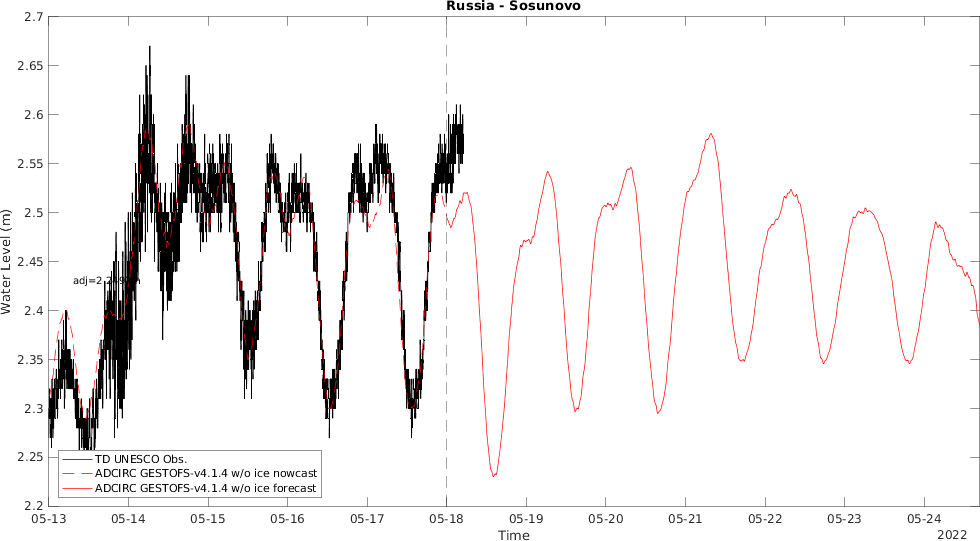 Russia - Sosunovo
2.7
2.65
2.6
2.55
2.5
2.45
2.4
2.35
2.3
2.25
2.2
Water Level (m)
TD UNESCO Obs.
ADCIRC GESTOFS-v4.1.4 w/o ice nowcast
ADCIRC GESTOFS-v4.1.4 w/o ice forecast
05-13 05-14 05-15 05-16 05-17 05-18 05-19 05-20 05-21 05-22 05-23 05-24
Time
2022